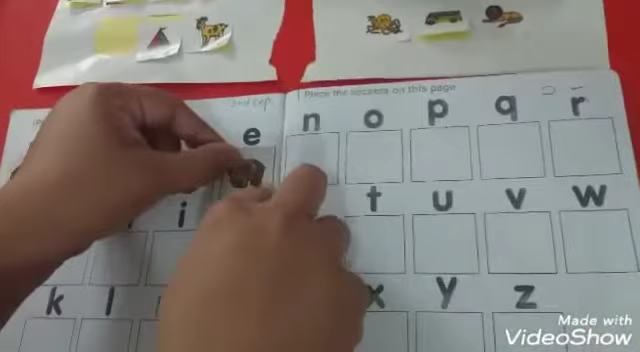 Place the stickers on this page
e n o p q r
i t u v w
k l x y z
Made with
VideoShow